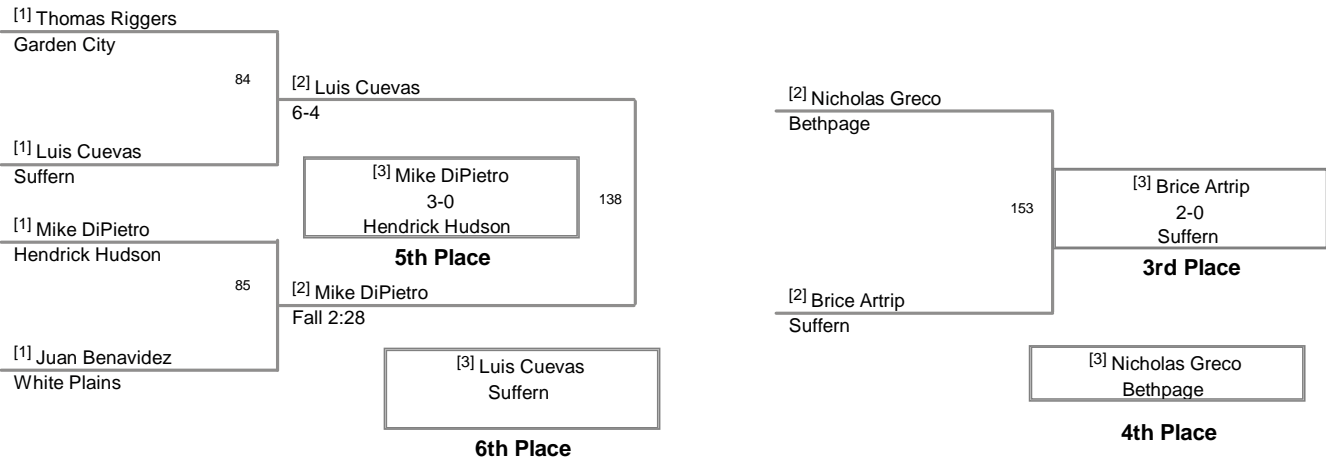 [1] Thomas Riggers
Garden City
84
[2] Luis Cuevas
6-4
[1] Luis Cuevas
Suffern
[3] Mike DiPietro
3-0
Hendrick Hudson
5th Place
138
[1] Mike DiPietro
Hendrick Hudson
85
[2] Mike DiPietro
Fall 2:28
[1] Juan Benavidez
White Plains
[3] Luis Cuevas
Suffern
6th Place
[2] Nicholas Greco
Bethpage
153
[3] Brice Artrip
2-0
Suffern
3rd Place
[2] Brice Artrip
Suffern
[3] Nicholas Greco
Bethpage
4th Place